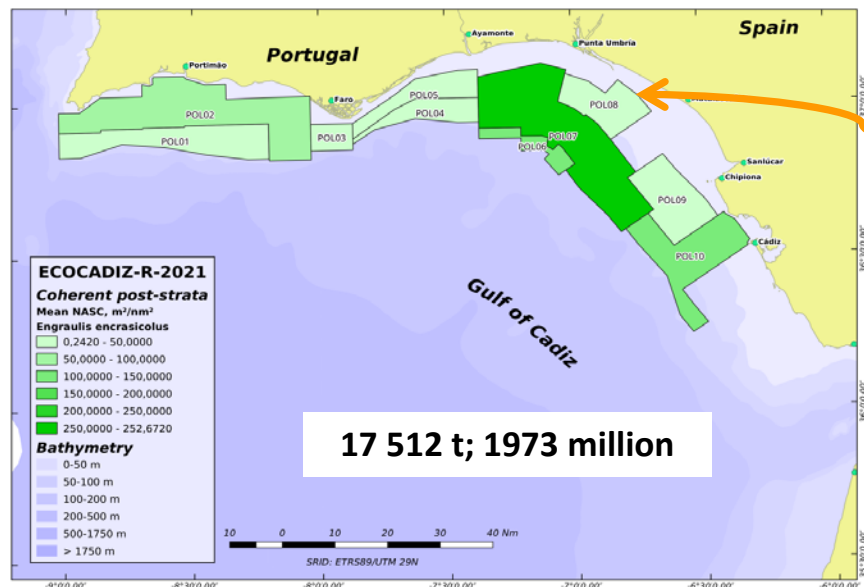 Portugal
Spain
Ayamonte
Punta Umbría
Portimão
Faro
POL05
POL08
POL02
POL04
POL07
POL03
POL01
POL06
Sanlúcar
Chipiona
POL09
Cádiz
POL10
Gulf of Cadiz
ECOCADIZ-R-2021
Coherent post-strata
Mean NASC, m²/nm²
Engraulis encrasicolus
0,2420 - 50,0000
50,0000 - 100,0000
100,0000 - 150,0000
150,0000 - 200,0000
200,0000 - 250,0000
250,0000 - 252,6720
Bathymetry
0-50 m
50-100 m
100-200 m
200-500 m
500-1750 m
> 1750 m
17 512 t; 1973 million
10 0 10 20 30 40 Nm
SRID: ETRS89/UTM 29N